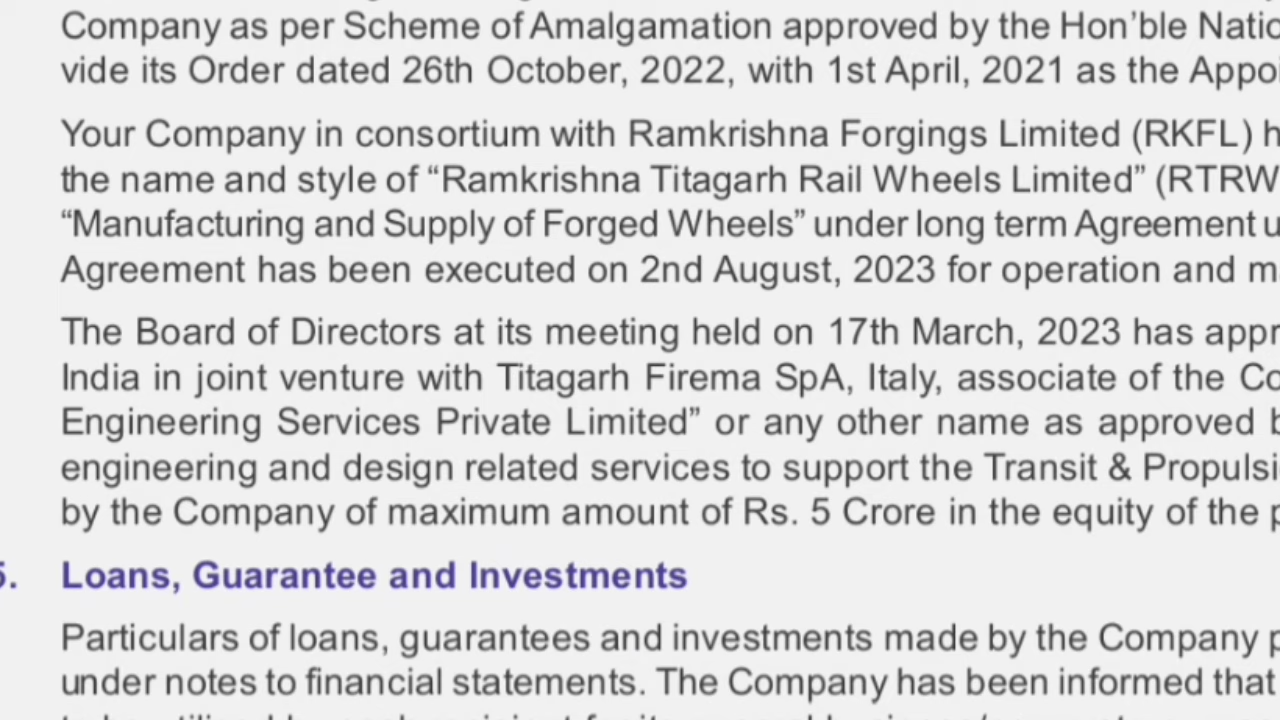 Company as per Scheme of Amalgamation approved by the Hon’ble
vide its Order dated 26th October, 2022, with 1st April, 2021 as the
Your Company in consortium with Ramkrishna Forgings Limited (RKFL)
the name and style of “Ramkrishna Titagarh Rail Wheels Limited” (RTRW
“Manufacturing and Supply of Forged Wheels” under long term Agreement
Agreement has been executed on 2nd August, 2023 for operation and
The Board of Directors at its meeting held on 17th March, 2023 has
India in joint venture with Titagarh Firema SpA, Italy, associate of the
Engineering Services Private Limited” or any other name as approved
engineering and design related services to support the Transit & Propulsi
by the Company of maximum amount of Rs. 5 Crore in the equity of the
5. Loans, Guarantee and Investments
Particulars of loans, guarantees and investments made by the Company
under notes to financial statements. The Company has been informed that